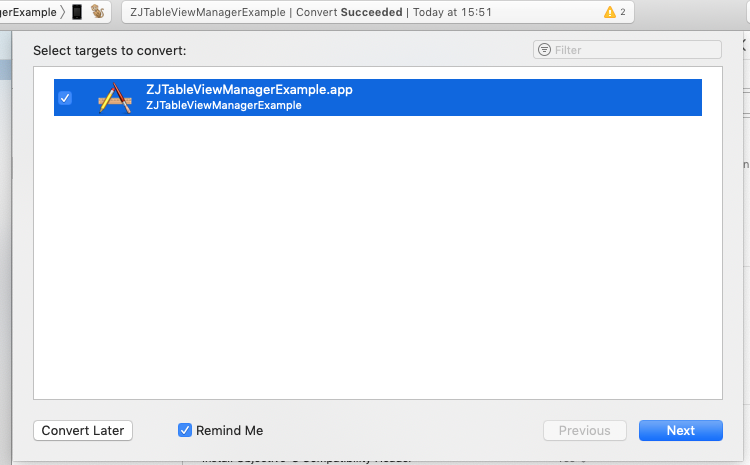 gerExample
ZJTableViewManagerExample | Convert Succeeded | Today at 15:51
2
Select targets to convert:
Filter
ZJTableViewManagerExample.app
ZJTableViewManagerExample
Convert Later
Remind Me
Previous
Next